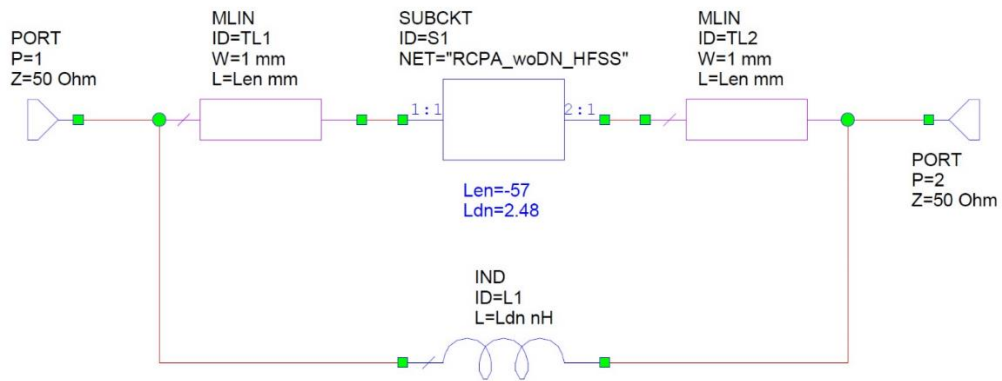 PORT
P=1
Z=50 Ohm
MLIN
ID=TL1
W=1 mm
L=Len mm
SUBCKT
ID=S1
NET="RCPA_woDN_HFSS"
MLIN
ID=TL2
W=1 mm
L=Len mm
1:1
2:1
PORT
P=2
Z=50 Ohm
Len=-57
Ldn=2.48
IND
ID=L1
L=Ldn nH